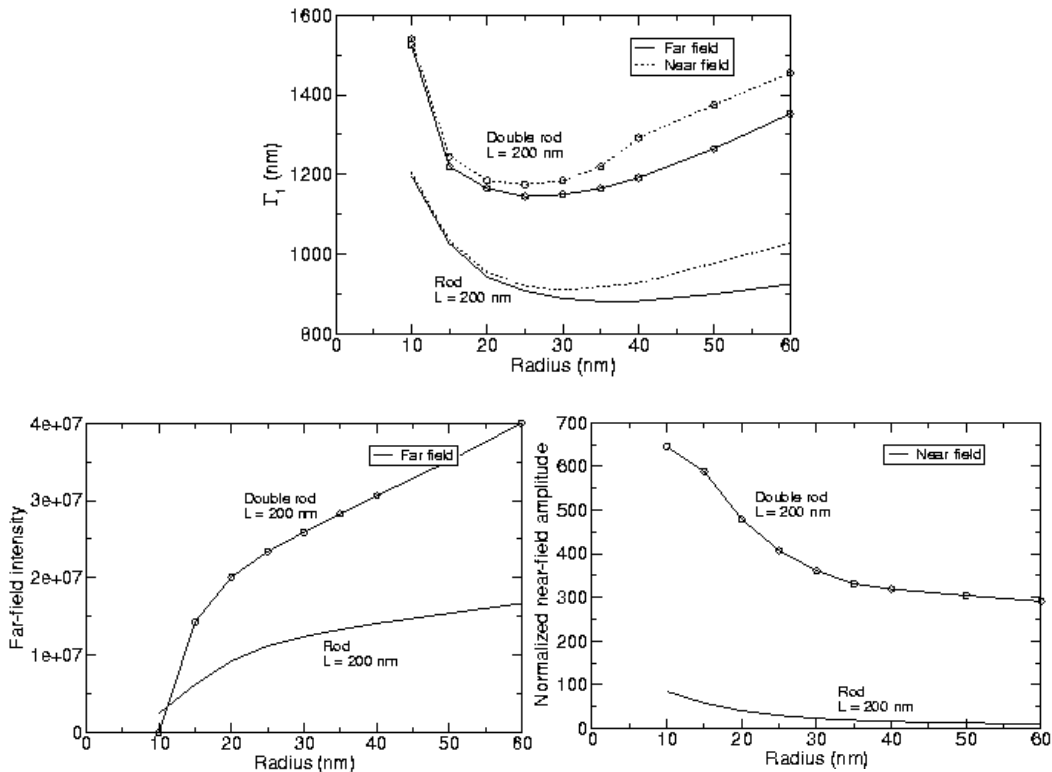 1600
1400
1200
1000
800
Γ₁ (nm)
Far field
Near field
Double rod
L = 200 nm
Rod
L = 200 nm
0 10 20 30 40 50 60
Radius (nm)
4e+07
3e+07
2e+07
1e+07
0
Far-field intensity
Far field
Double rod
L = 200 nm
Rod
L = 200 nm
0 10 20 30 40 50 60
Radius (nm)
700
600
500
400
300
200
100
0
Normalized near-field amplitude
Near field
Double rod
L = 200 nm
Rod
L = 200 nm
0 10 20 30 40 50 60
Radius (nm)